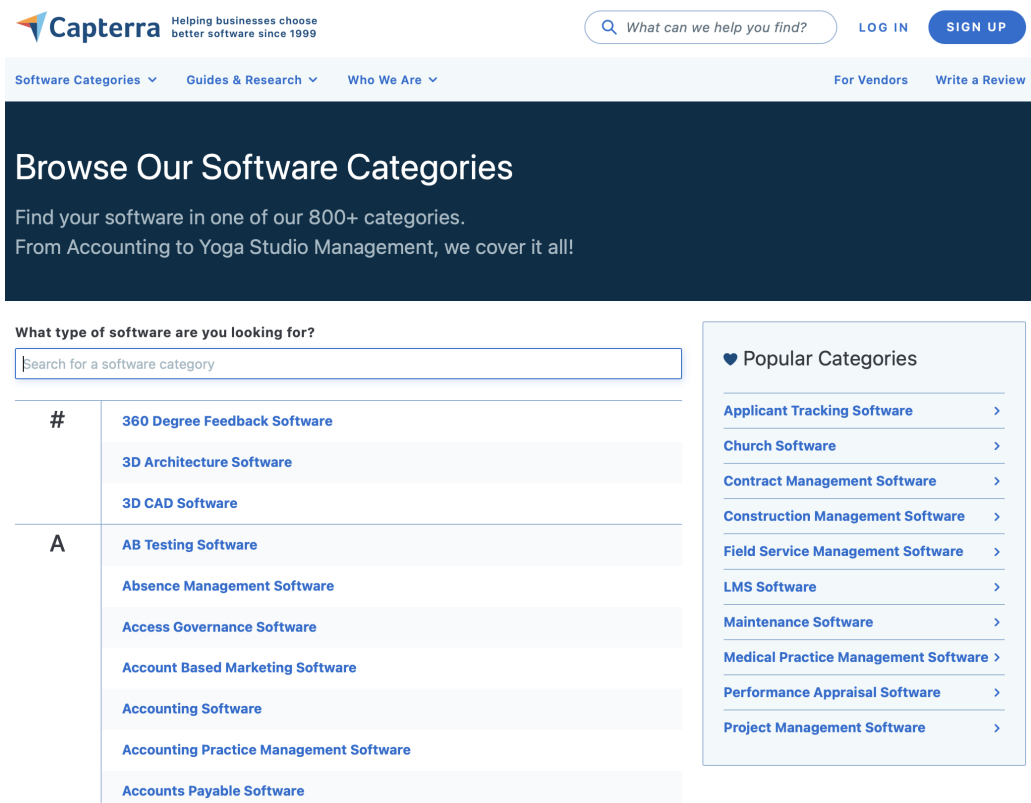 Capterra
Helping businesses choose
better software since 1999
What can we help you find?
LOG IN
SIGN UP
Software Categories
Guides & Research
Who We Are
For Vendors
Write a Review
Browse Our Software Categories
Find your software in one of our 800+ categories.
From Accounting to Yoga Studio Management, we cover it all!
What type of software are you looking for?
Search for a software category
#
360 Degree Feedback Software
3D Architecture Software
3D CAD Software
A
AB Testing Software
Absence Management Software
Access Governance Software
Account Based Marketing Software
Accounting Software
Accounting Practice Management Software
Accounts Payable Software
Popular Categories
Applicant Tracking Software
Church Software
Contract Management Software
Construction Management Software
Field Service Management Software
LMS Software
Maintenance Software
Medical Practice Management Software
Performance Appraisal Software
Project Management Software